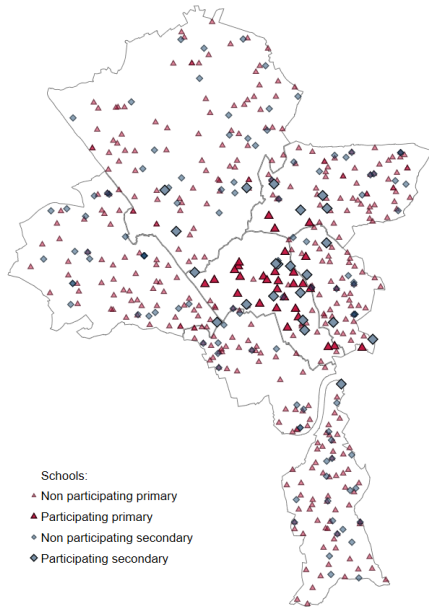 Schools:
Non participating primary
Participating primary
Non participating secondary
Participating secondary